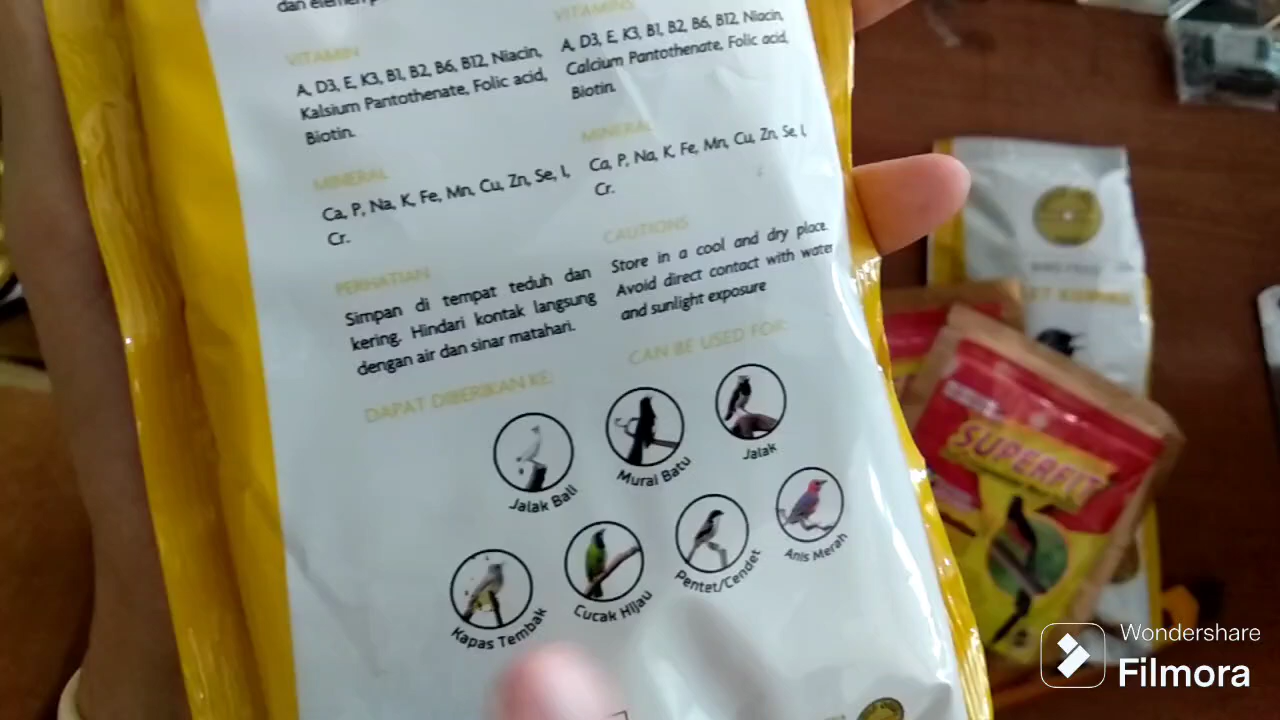 dan elemen
VITAMIN
A, D3, E, K3, B1, B2, B6, B12, Niacin,
Kalsium Pantothenate, Folic acid,
Biotin.
MINERAL
Ca, P, Na, K, Fe, Mn, Cu, Zn, Se, I,
Cr.
PERHATIAN
Simpan di tempat teduh dan
kering. Hindari kontak langsung
dengan air dan sinar matahari.
DAPAT DIBERIKAN KE:
VITAMINS
A, D3, E, K3, B1, B2, B6, B12, Niacin,
Calcium Pantothenate, Folic acid,
Biotin.
MINERAL
Ca, P, Na, K, Fe, Mn, Cu, Zn, Se, I,
Cr.
CAUTIONS
Store in a cool and dry place.
Avoid direct contact with water
and sunlight exposure
CAN BE USED FOR:
Jalak Bali
Murai Batu
Jalak
Kapas Tembak
Cucak Hijau
Pentet/Cendet
Anis Merah
SUPERFIT
Wondershare
Filmora